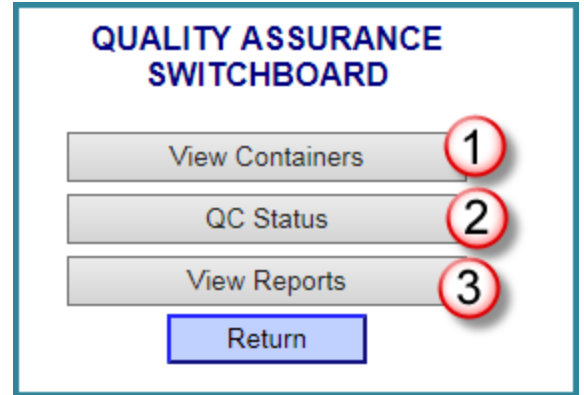 QUALITY ASSURANCE
SWITCHBOARD
View Containers 1
QC Status 2
View Reports 3
Return